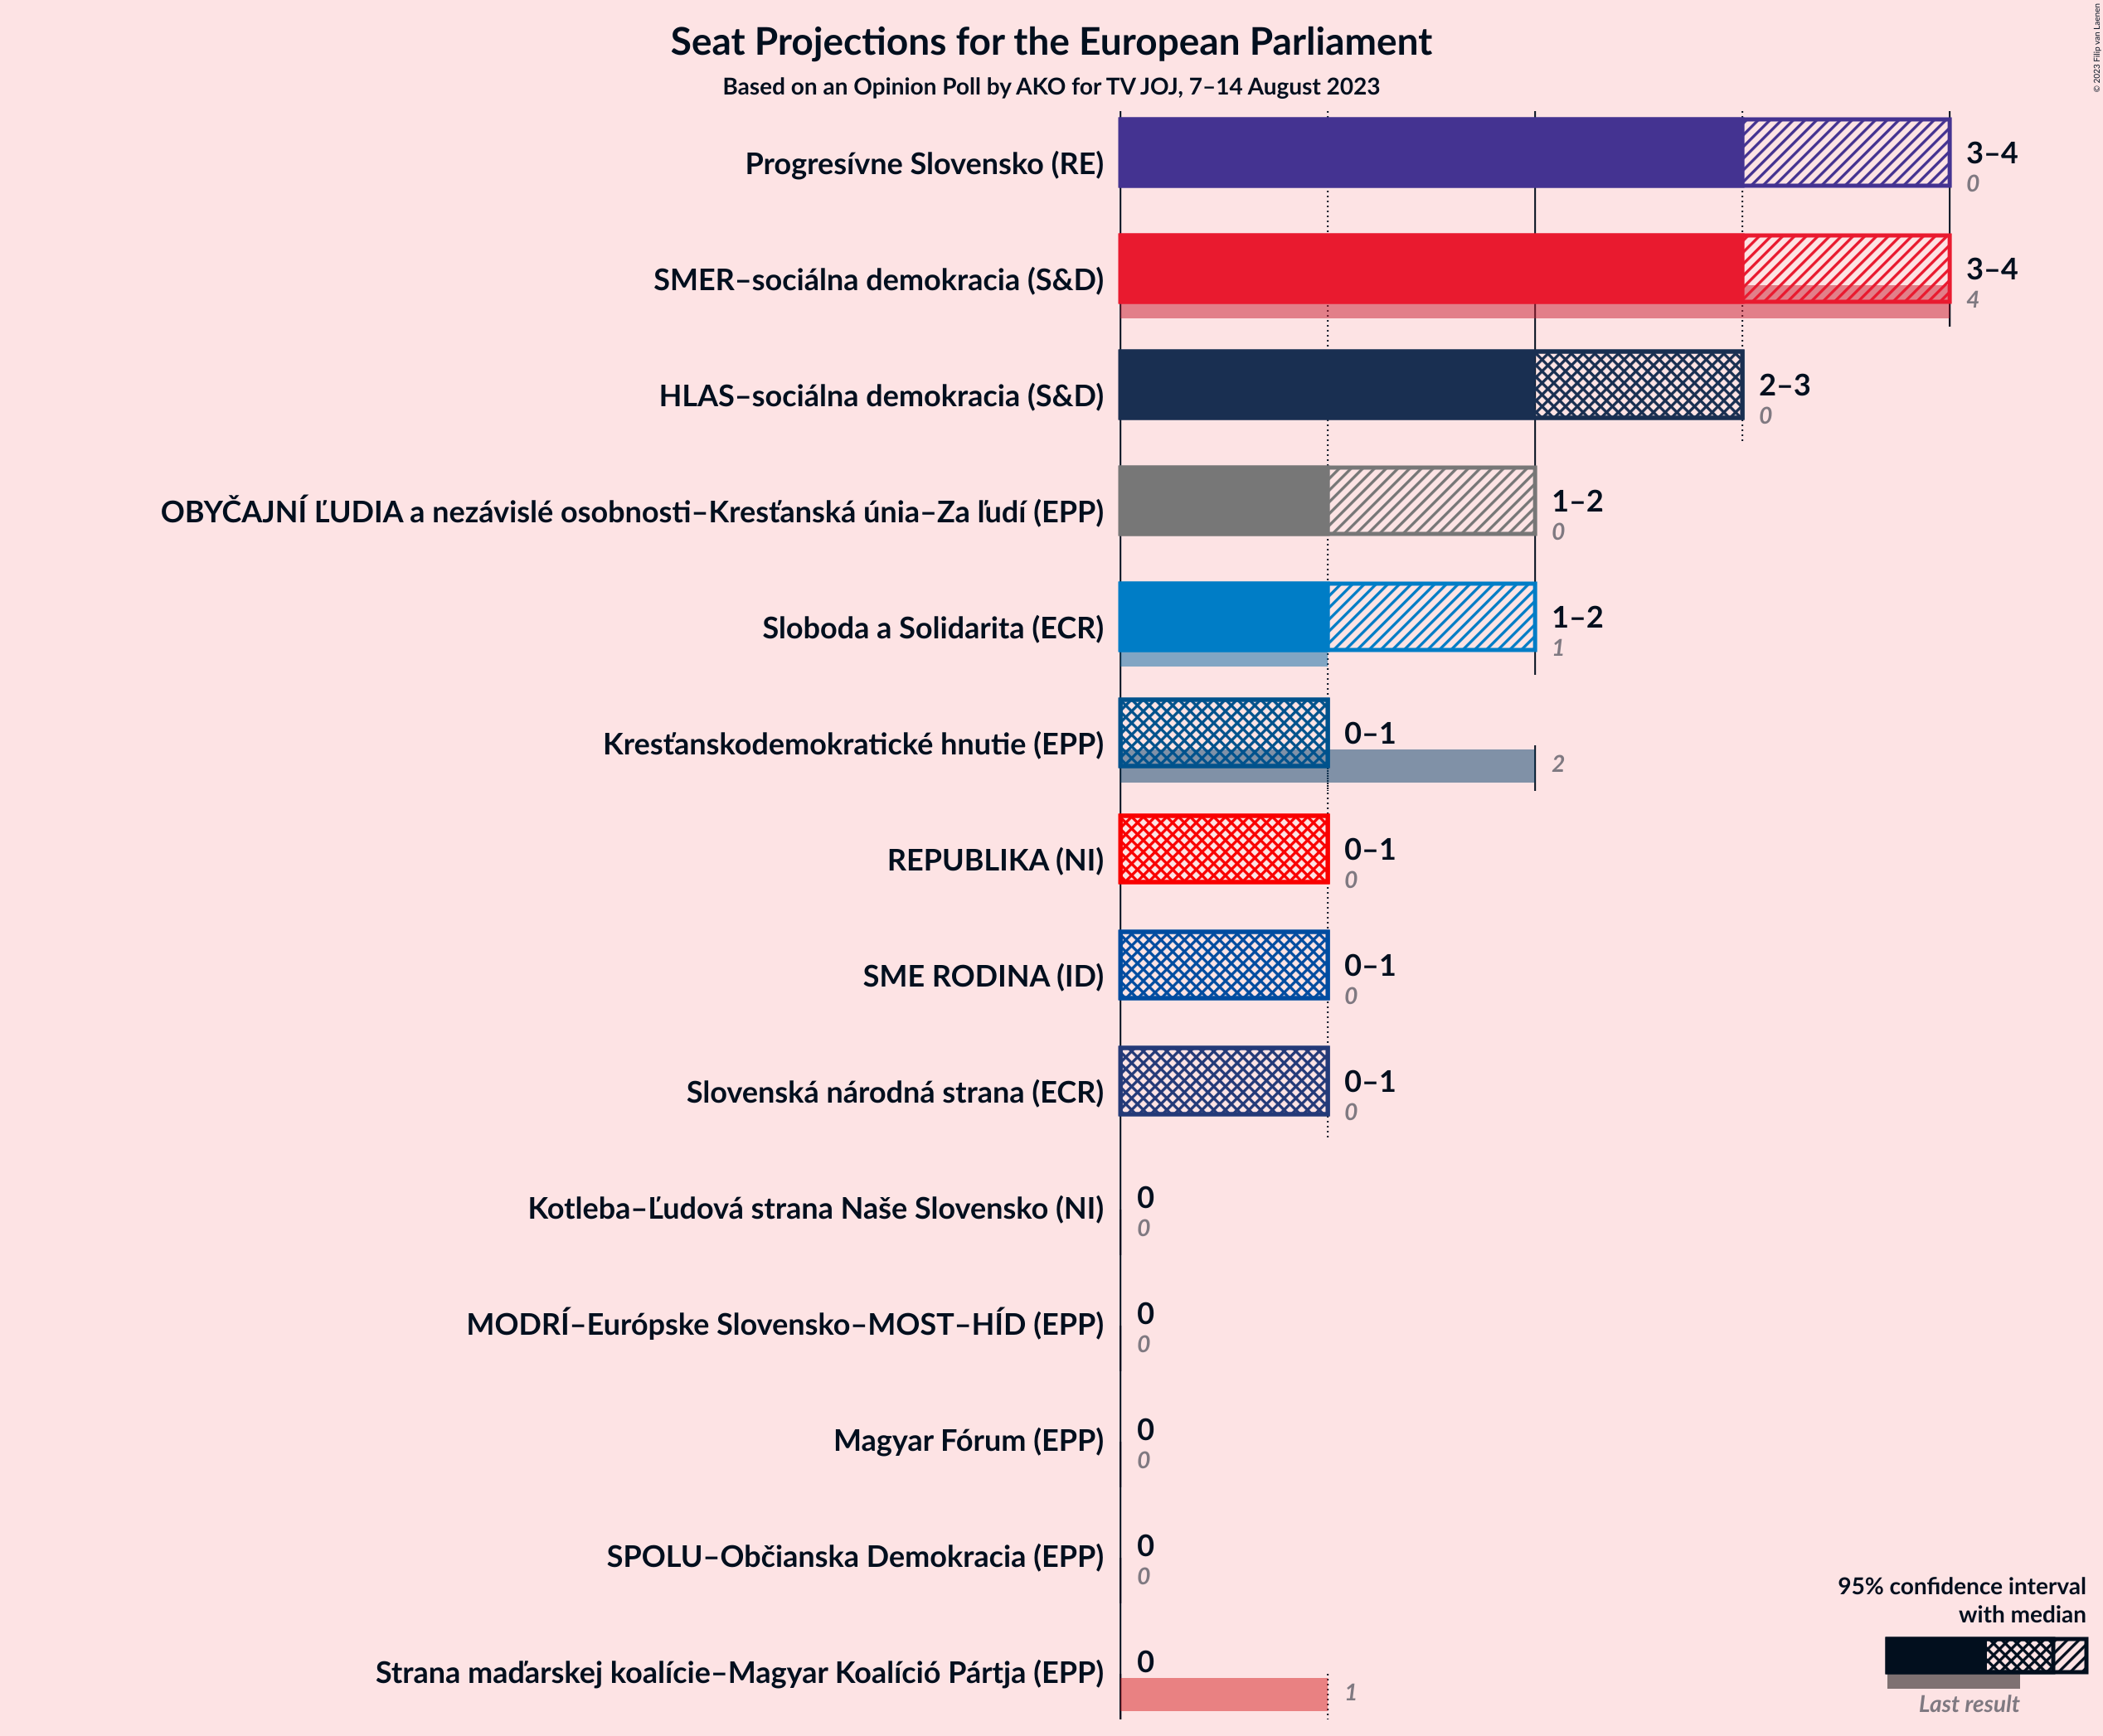 Seat Projections for the European Parliament
Based on an Opinion Poll by AKO for TV JOJ, 7–14 August 2023
© 2023 Filip van Laenen
Progresívne Slovensko (RE)
3–4
0
SMER–sociálna demokracia (S&D)
3–4
4
HLAS–sociálna demokracia (S&D)
2–3
0
OBYČAJNÍ ĽUDIA a nezávislé osobnosti–Kresťanská únia–Za ľudí (EPP)
1–2
0
Sloboda a Solidarita (ECR)
1–2
1
Kresťanskodemokratické hnutie (EPP)
0–1
2
REPUBLIKA (NI)
0–1
0
SME RODINA (ID)
0–1
0
Slovenská národná strana (ECR)
0–1
0
Kotleba–Ľudová strana Naše Slovensko (NI)
0
0
MODRÍ–Európske Slovensko–MOST–HÍD (EPP)
0
0
Magyar Fórum (EPP)
0
0
SPOLU–Občianska Demokracia (EPP)
0
0
Strana maďarskej koalície–Magyar Koalíció Pártja (EPP)
0
1
95% confidence interval
with median
Last result